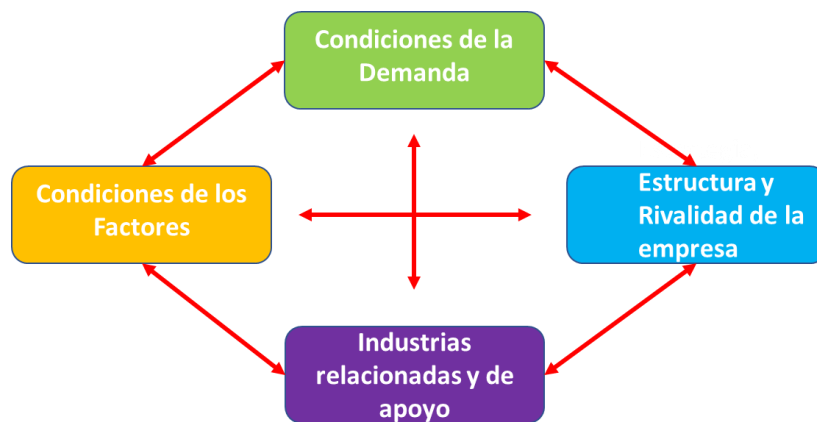 Condiciones de la
Demanda
Condiciones de los
Factores
Estructura y
Rivalidad de la
empresa
Industrias
relacionadas y de
apoyo